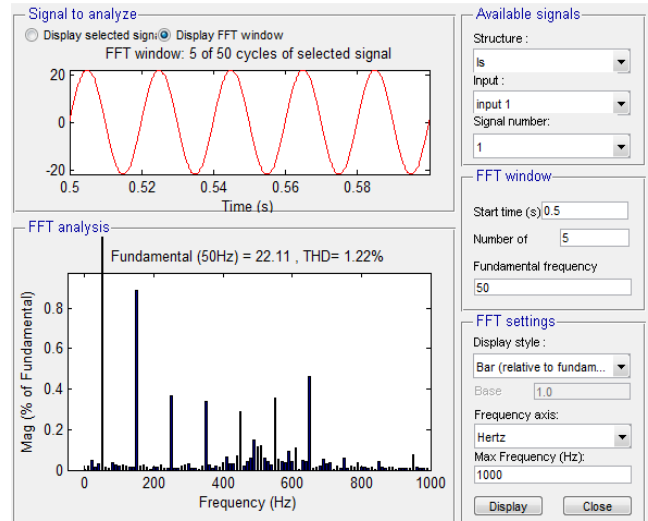 Signal to analyze
Display selected signal Display FFT window
FFT window: 5 of 50 cycles of selected signal
20
0
-20
0.5 0.52 0.54 0.56 0.58
Time (s)
FFT analysis
Fundamental (50Hz) = 22.11 , THD= 1.22%
Mag (% of Fundamental)
0.8
0.6
0.4
0.2
0
0 200 400 600 800 1000
Frequency (Hz)
Available signals
Structure :
Is
Input :
input 1
Signal number:
1
FFT window
Start time (s) 0.5
Number of 5
Fundamental frequency
50
FFT settings
Display style :
Bar (relative to fundam...
Base 1.0
Frequency axis:
Hertz
Max Frequency (Hz):
1000
Display Close